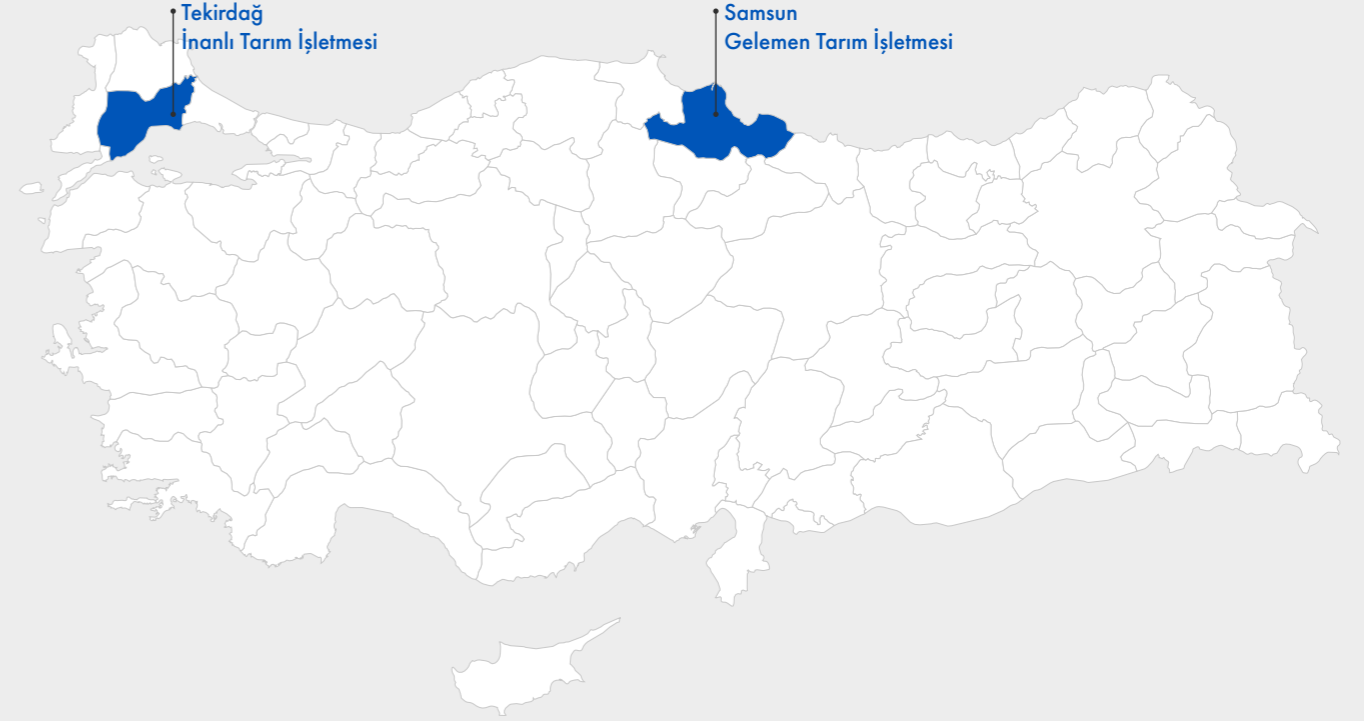 Tekirdağ
İnanlı Tarım İşletmesi
Samsun
Gelemen Tarım İşletmesi